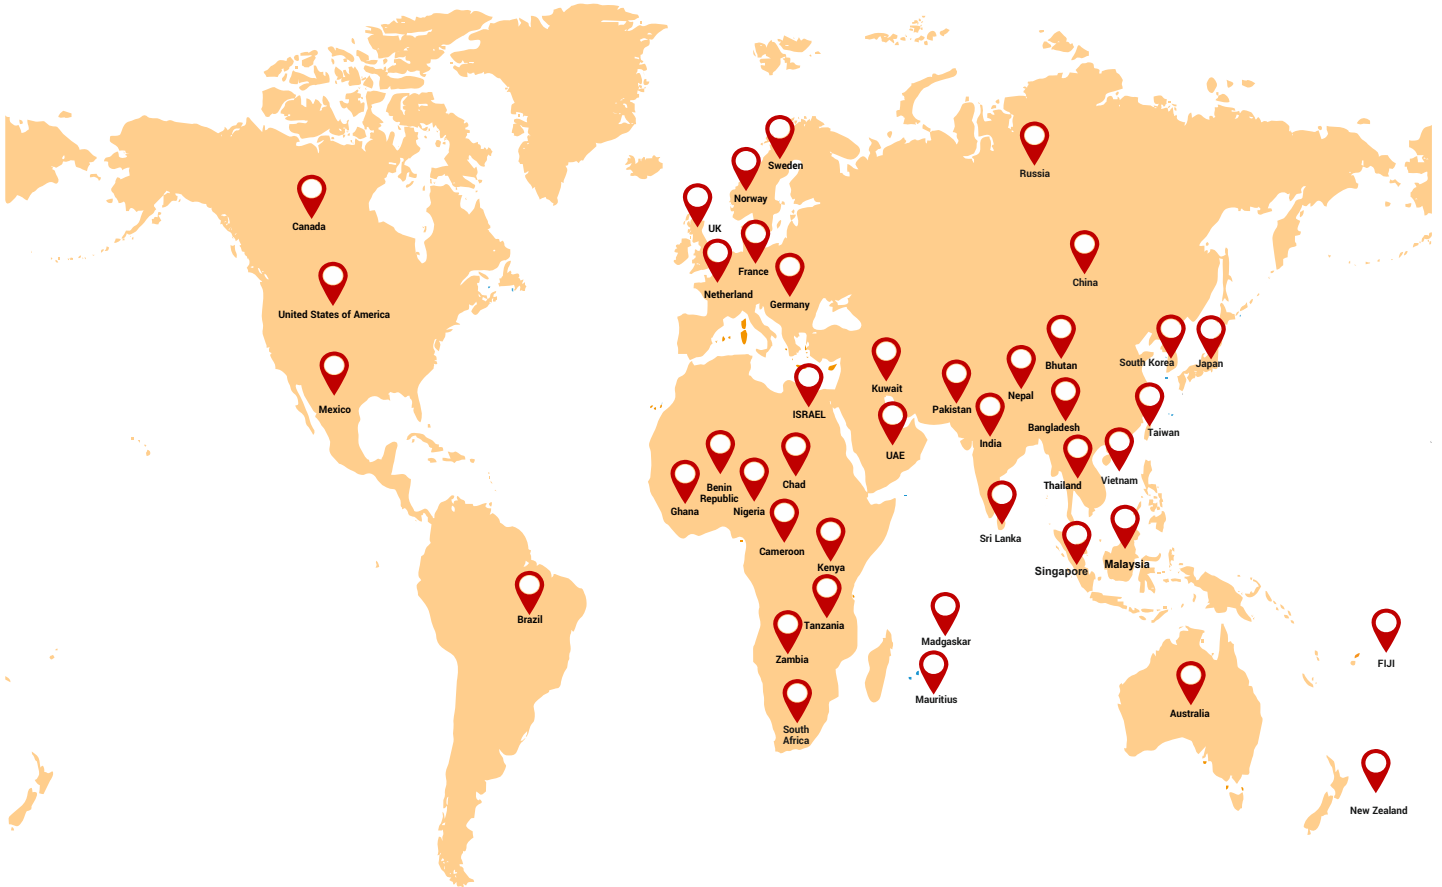 Sweden
Russia
Norway
Canada
UK
France
China
Netherland
Germany
United States of America
South Korea
Japan
Bhutan
Kuwait
Nepal
Mexico
Pakistan
ISRAEL
Bangladesh
Taiwan
India
UAE
Vietnam
Chad
Thailand
Benin
Republic
Ghana
Nigeria
Sri Lanka
Cameroon
Kenya
Malaysia
Singapore
Brazil
Tanzania
Madgaskar
Zambia
FIJI
Mauritius
Australia
South
Africa
New Zealand